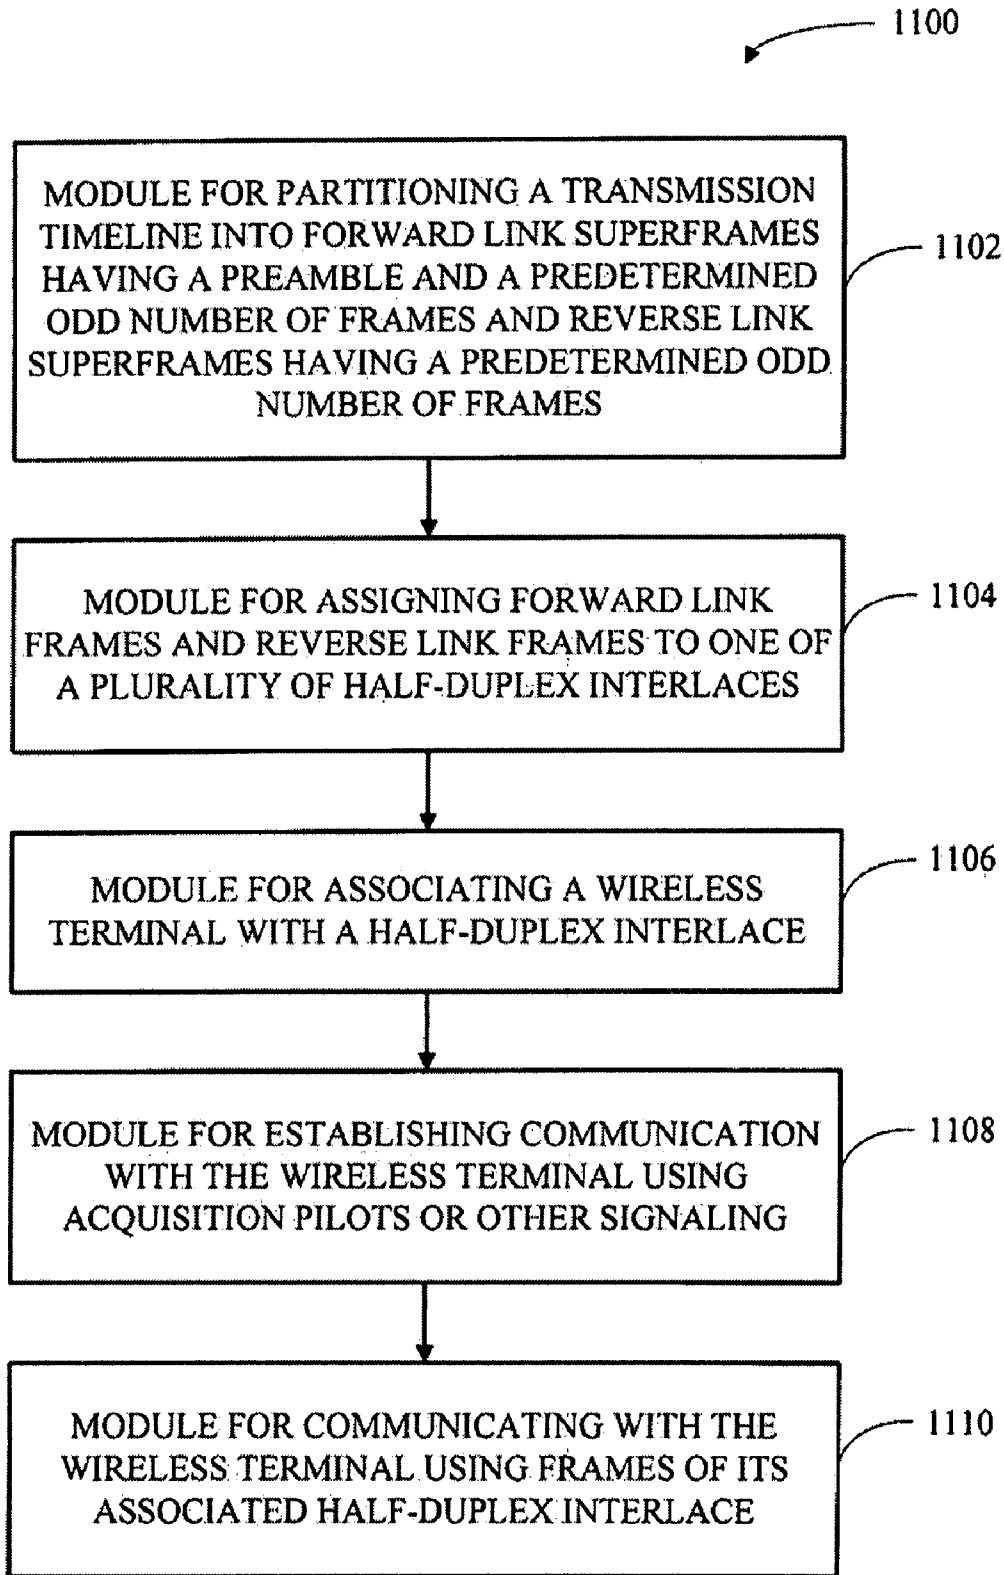 1100
MODULE FOR PARTITIONING A TRANSMISSION
TIMELINE INTO FORWARD LINK SUPERFRAMES
HAVING A PREAMBLE AND A PREDETERMINED
ODD NUMBER OF FRAMES AND REVERSE LINK
SUPERFRAMES HAVING A PREDETERMINED ODD
NUMBER OF FRAMES
1102
MODULE FOR ASSIGNING FORWARD LINK
FRAMES AND REVERSE LINK FRAMES TO ONE OF
A PLURALITY OF HALF-DUPLEX INTERLACES
1104
MODULE FOR ASSOCIATING A WIRELESS
TERMINAL WITH A HALF-DUPLEX INTERLACE
1106
MODULE FOR ESTABLISHING COMMUNICATION
WITH THE WIRELESS TERMINAL USING
ACQUISITION PILOTS OR OTHER SIGNALING
1108
MODULE FOR COMMUNICATING WITH THE
WIRELESS TERMINAL USING FRAMES OF ITS
ASSOCIATED HALF-DUPLEX INTERLACE
1110